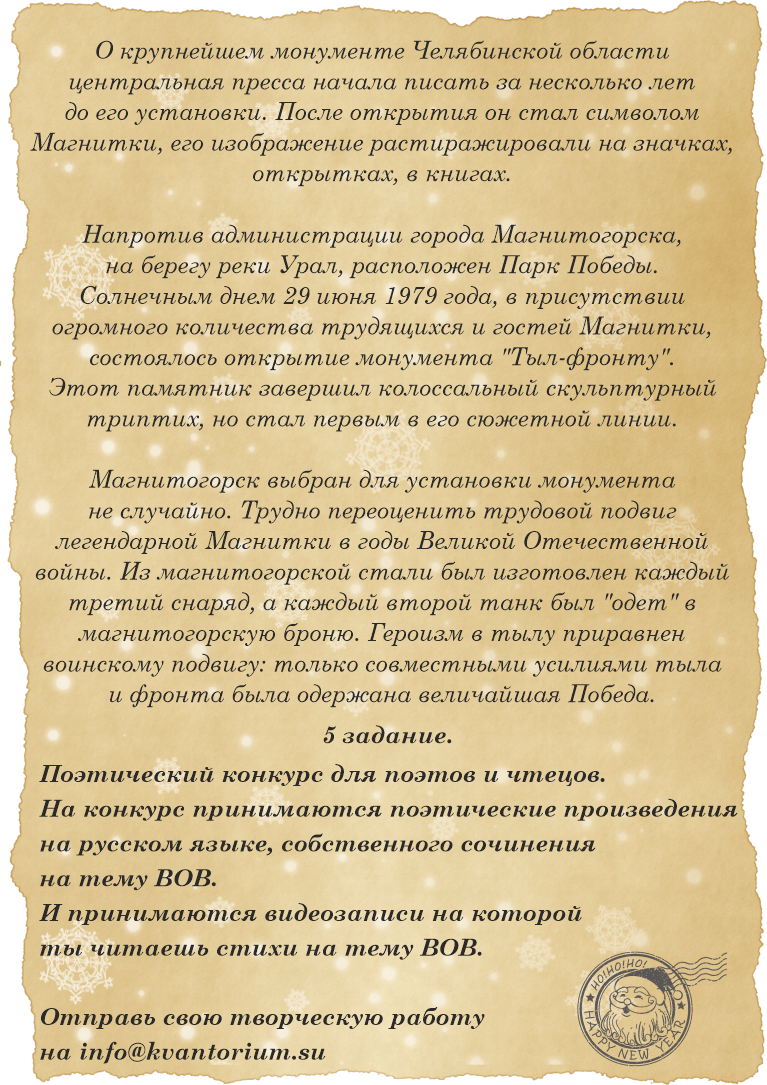 О крупнейшем монументе Челябинской области
центральная пресса начала писать за несколько лет
до его установки. После открытия он стал символом
Магнитки, его изображение растиражировали на значках,
открытках, в книгах.
Напротив администрации города Магнитогорска,
на берегу реки Урал, расположен Парк Победы.
Солнечным днем 29 июня 1979 года, в присутствии
огромного количества трудящихся и гостей Магнитки,
состоялось открытие монумента "Тыл-фронту".
Этот памятник завершил колоссальный скульптурный
триптих, но стал первым в его сюжетной линии.
Магнитогорск выбран для установки монумента
не случайно. Трудно переоценить трудовой подвиг
легендарной Магнитки в годы Великой Отечественной
войны. Из магнитогорской стали был изготовлен каждый
третий снаряд, а каждый второй танк был "одет" в
магнитогорскую броню. Героизм в тылу приравнен
воинскому подвигу: только совместными усилиями тыла
и фронта была одержана величайшая Победа.
5 задание.
Поэтический конкурс для поэтов и чтецов.
На конкурс принимаются поэтические произведения
на русском языке, собственного сочинения
на тему ВОВ.
И принимаются видеозаписи на которой
ты читаешь стихи на тему ВОВ.
Отправь свою творческую работу
на info@kvantorium.su
HO!HO!HO!
HAPPY NEW YEAR